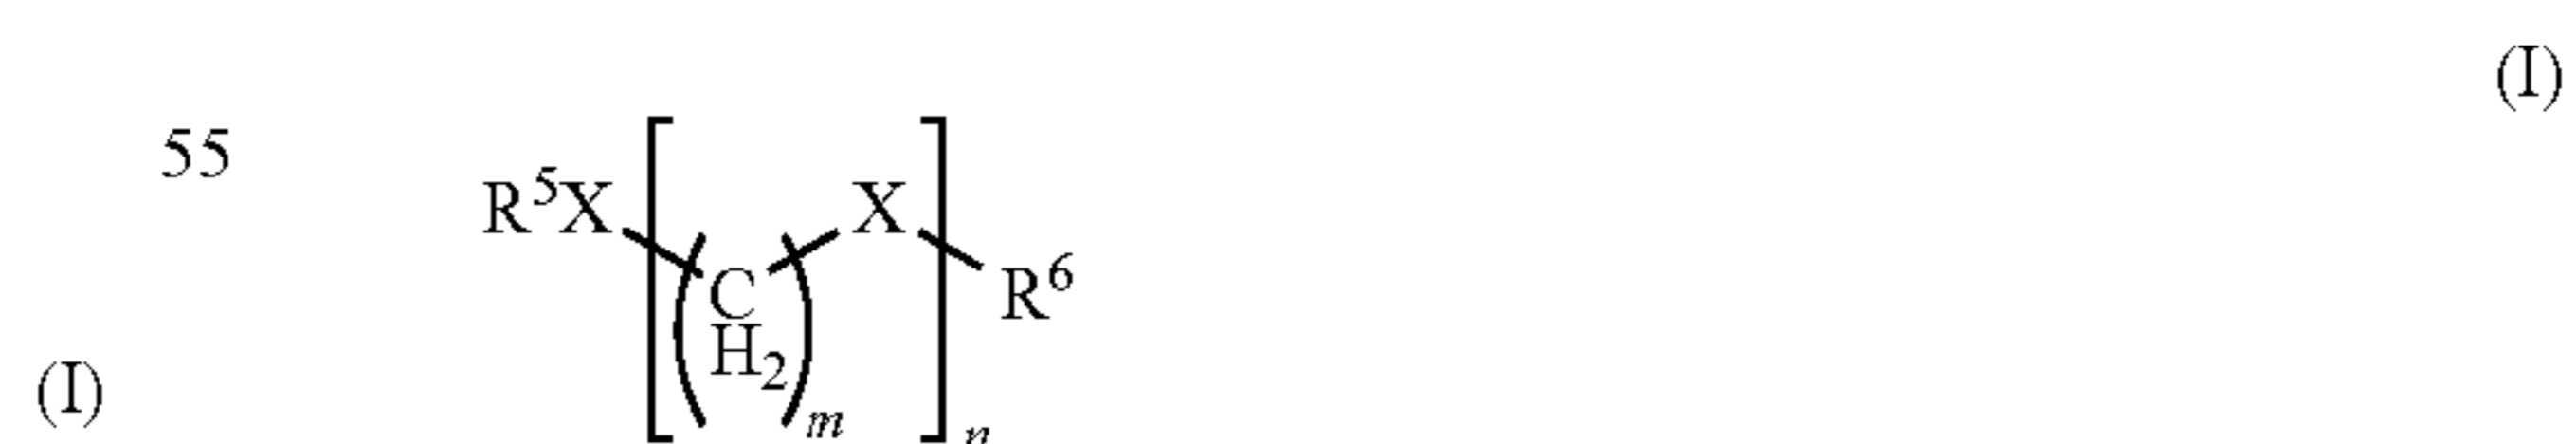 (I)
55
R⁵X X
C R⁶
H₂
(I) m
n